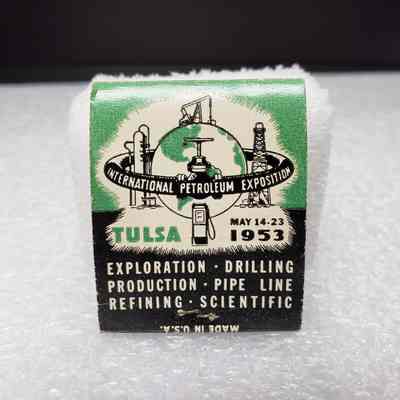 INTERNATIONAL PETROLEUM EXPOSITION
TULSA
MAY 14-23
1953
EXPLORATION · DRILLING
PRODUCTION · PIPE LINE
REFINING · SCIENTIFIC
MADE IN U.S.A.